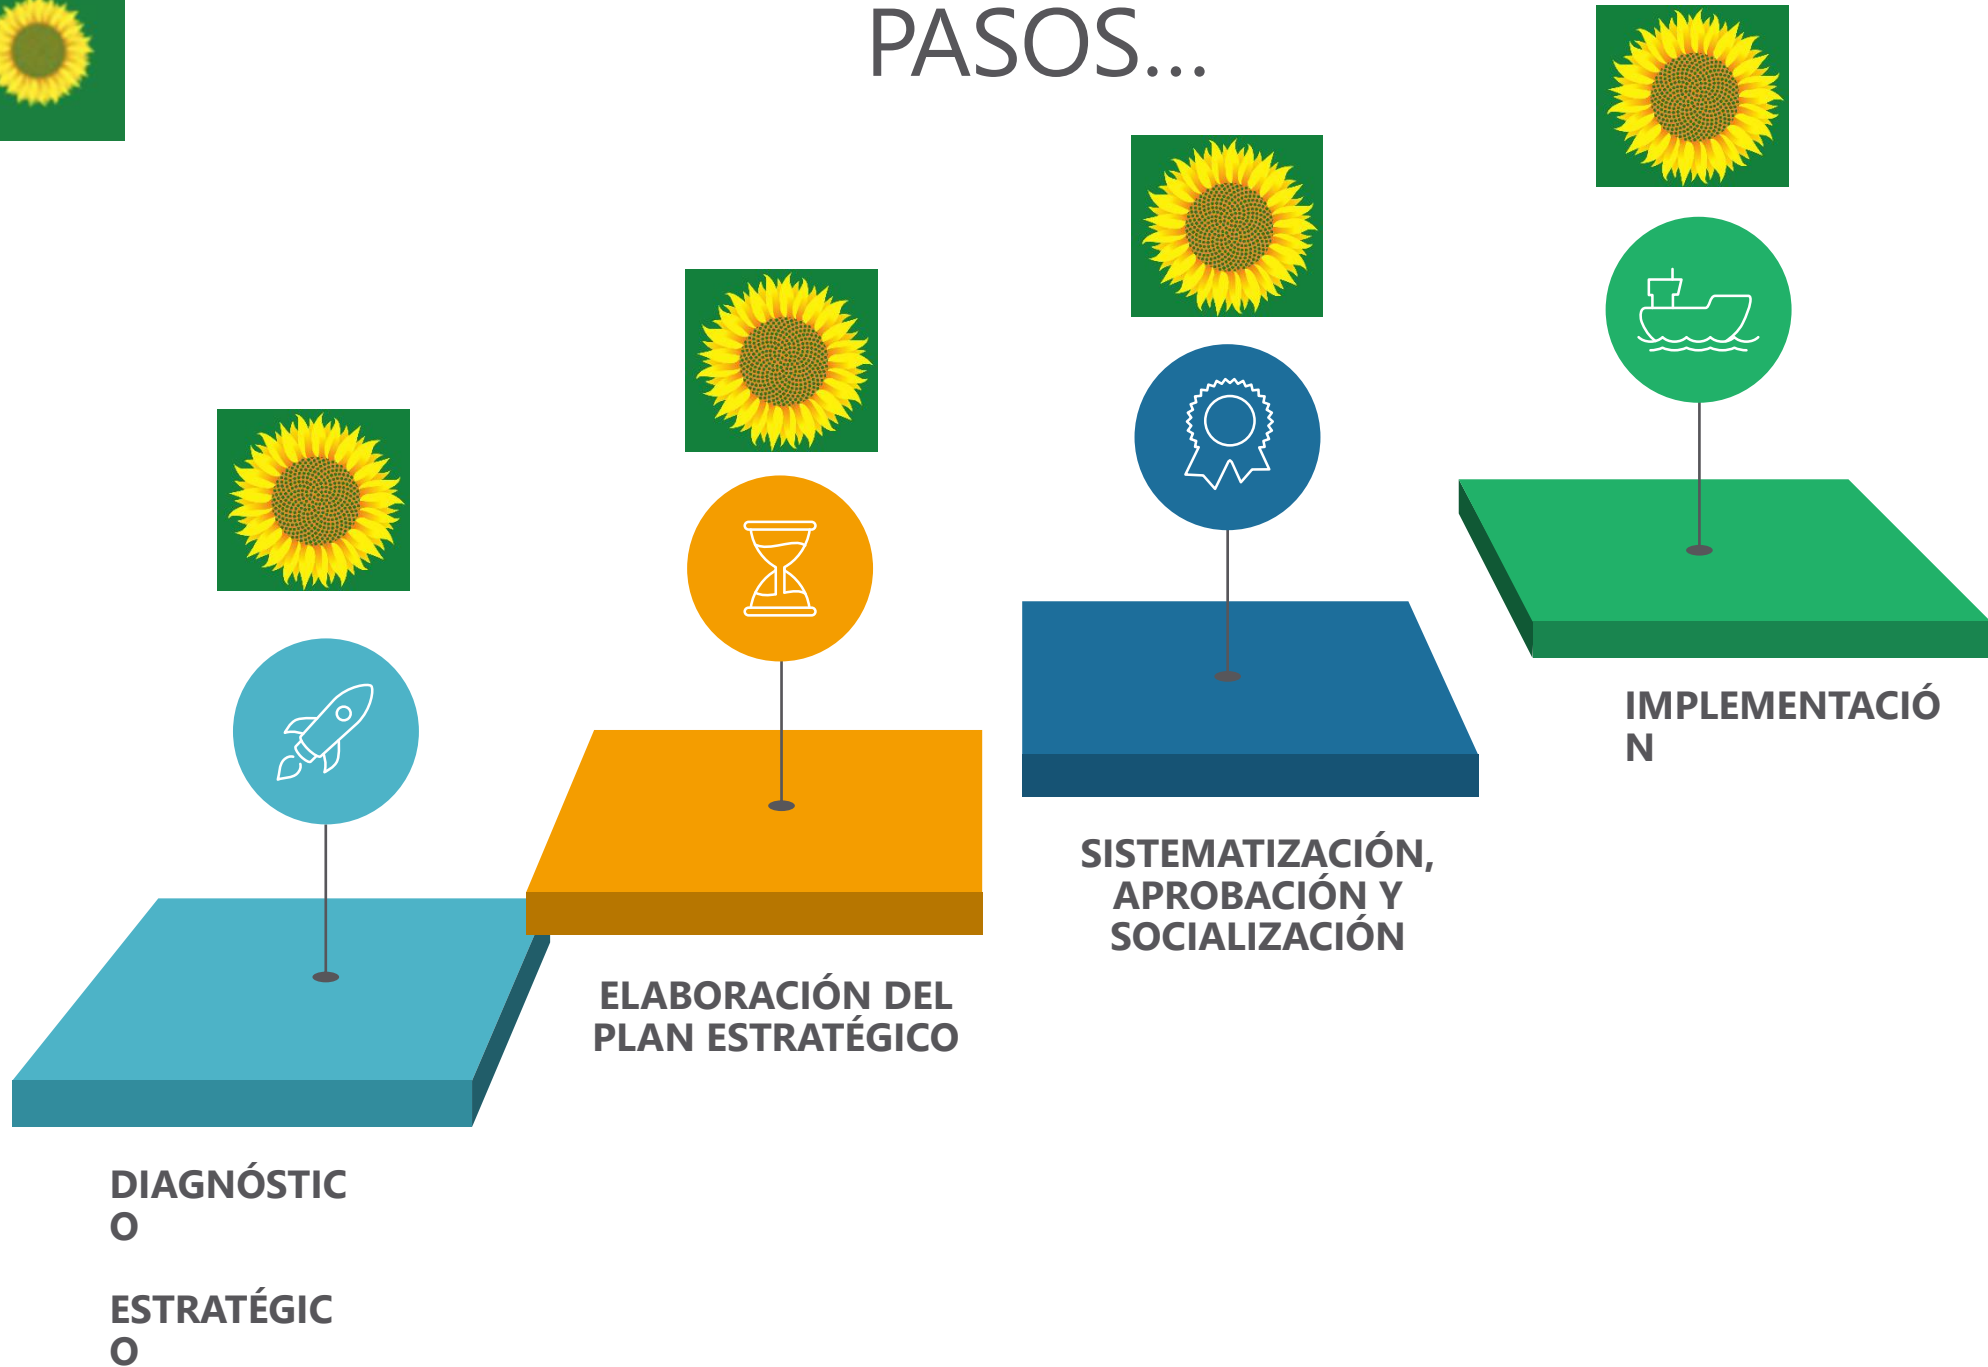 PASOS...
DIAGNÓSTIC
O
ESTRATÉGIC
O
ELABORACIÓN DEL
PLAN ESTRATÉGICO
SISTEMATIZACIÓN,
APROBACIÓN Y
SOCIALIZACIÓN
IMPLEMENTACIÓ
N